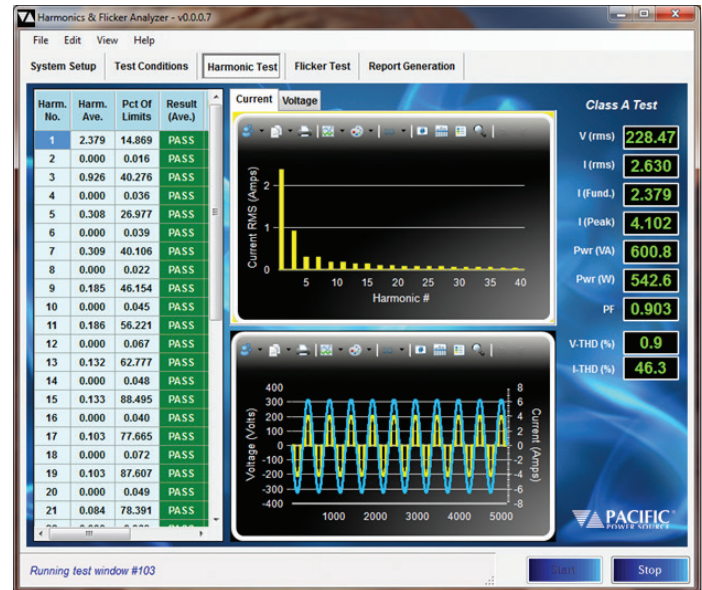 Harmonics & Flicker Analyzer - v0.0.0.7
File Edit View Help
System Setup Test Conditions Harmonic Test Flicker Test Report Generation
Harm. No. Harm. Ave. Pct Of Limits Result (Ave.)
1 2.379 14.869 PASS
2 0.000 0.016 PASS
3 0.926 40.276 PASS
4 0.000 0.036 PASS
5 0.308 26.977 PASS
6 0.000 0.039 PASS
7 0.309 40.106 PASS
8 0.000 0.022 PASS
9 0.185 46.154 PASS
10 0.000 0.045 PASS
11 0.186 56.221 PASS
12 0.000 0.067 PASS
13 0.132 62.777 PASS
14 0.000 0.048 PASS
15 0.133 88.495 PASS
16 0.000 0.040 PASS
17 0.103 77.665 PASS
18 0.000 0.072 PASS
19 0.103 87.607 PASS
20 0.000 0.049 PASS
21 0.084 78.391 PASS
Current Voltage
Current RMS (Amps)
2
1
0
5 10 15 20 25 30 35 40
Harmonic #
Voltage (Volts)
400
300
200
100
0
-100
-200
-300
-400
8
6
4
2
0
-2
-4
-6
-8
Current (Amps)
1000 2000 3000 4000 5000
Class A Test
V (rms) 228.47
I (rms) 2.630
I (Fund.) 2.379
I (Peak) 4.102
Pwr (VA) 600.8
Pwr (W) 542.6
PF 0.903
V-THD (%) 0.9
I-THD (%) 46.3
PACIFIC
POWER SOURCE
Running test window #103
Start Stop